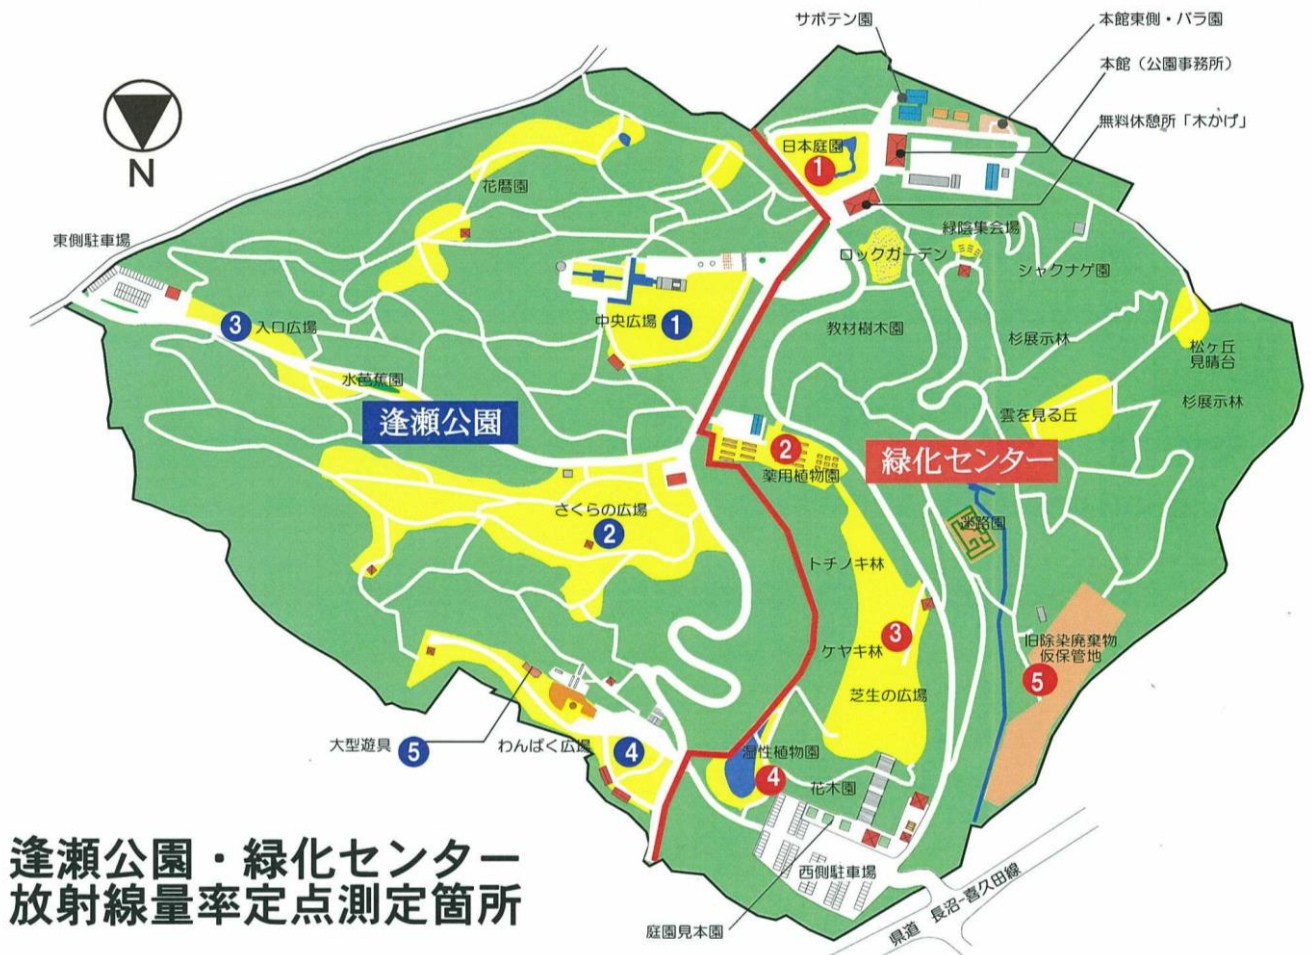 サボテン園
本館東側・バラ園
本館（公園事務所）
無料休憩所「木かげ」
N
日本庭園
1
花暦園
東側駐車場
緑陰集会場
ロックガーデン
シャクナゲ園
3 入口広場
中央広場 1
教材樹木園
杉展示林
松ヶ丘
見晴台
水芭蕉園
杉展示林
雲を見る丘
逢瀬公園
2
緑化センター
薬用植物園
さくらの広場
2
迷路園
トチノキ林
3
ケヤキ林
旧除染廃棄物
仮保管地
5
芝生の広場
大型遊具 5
わんぱく広場
4
湿性植物園
4
花木園
西側駐車場
庭園見本園
県道 長沼-喜久田線
逢瀬公園・緑化センター
放射線量率定点測定箇所